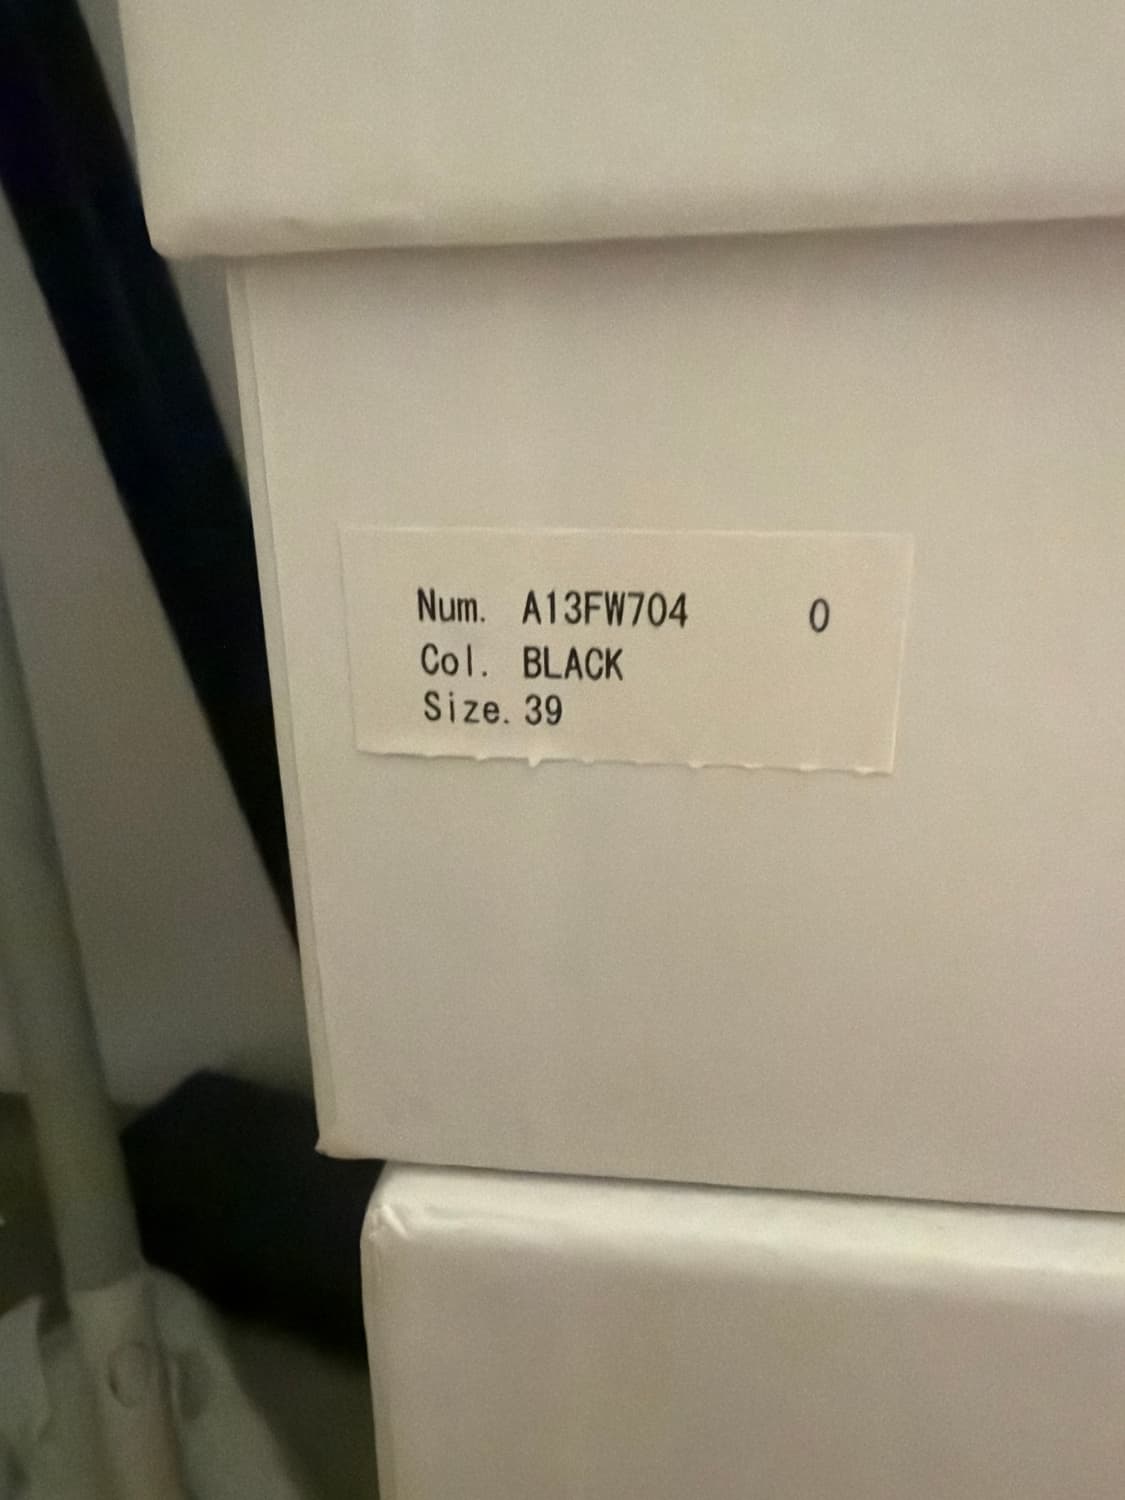 Num. A13FW704 0
Col. BLACK
Size. 39